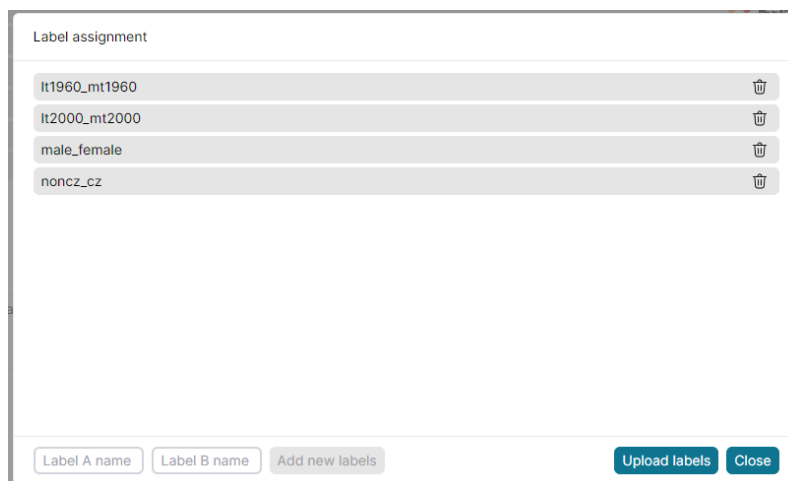 Label assignment
lt1960_mt1960
lt2000_mt2000
male_female
noncz_cz
Label A name Label B name Add new labels Upload labels Close